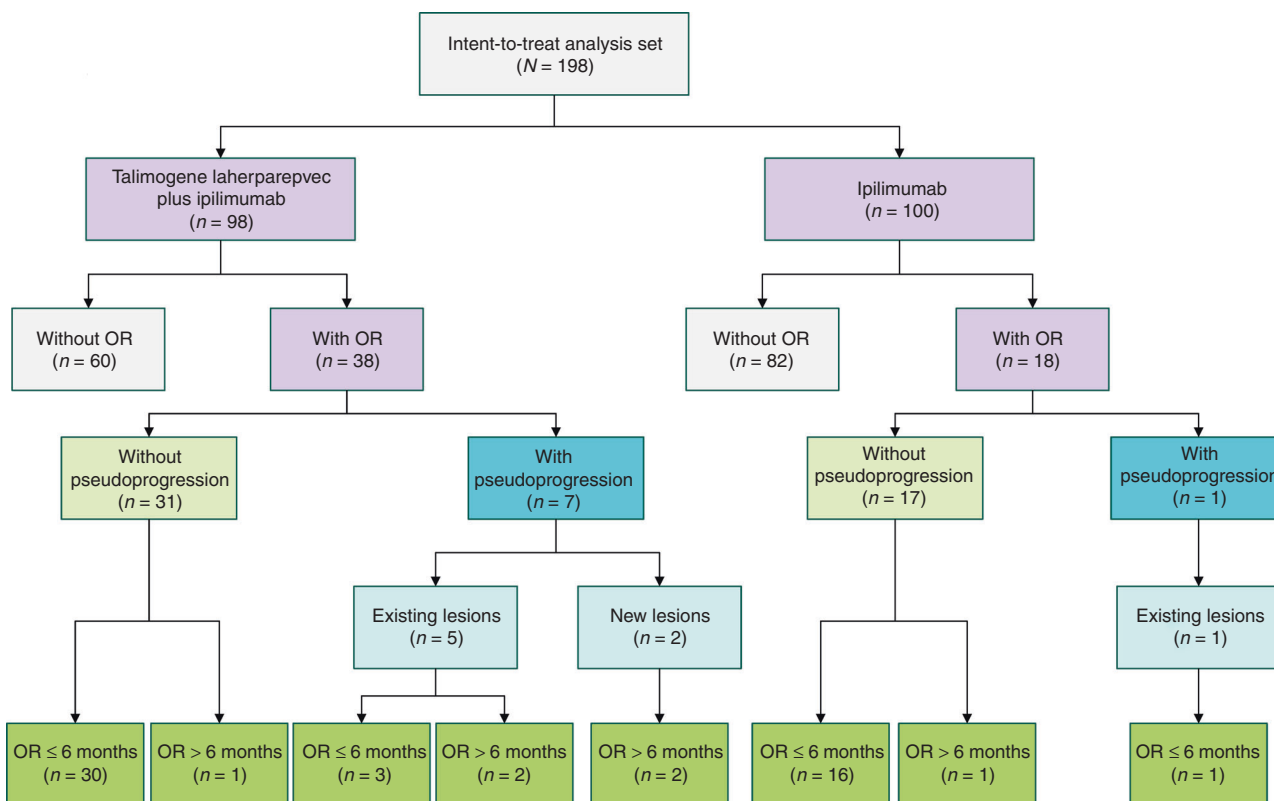 Intent-to-treat analysis set
(N = 198)
Talimogene laherparepvec
plus ipilimumab
(n = 98)
Ipilimumab
(n = 100)
Without OR
(n = 60)
With OR
(n = 38)
Without OR
(n = 82)
With OR
(n = 18)
Without
pseudoprogression
(n = 31)
With
pseudoprogression
(n = 7)
Without
pseudoprogression
(n = 17)
With
pseudoprogression
(n = 1)
Existing lesions
(n = 5)
New lesions
(n = 2)
Existing lesions
(n = 1)
OR ≤ 6 months
(n = 30)
OR > 6 months
(n = 1)
OR ≤ 6 months
(n = 3)
OR > 6 months
(n = 2)
OR > 6 months
(n = 2)
OR ≤ 6 months
(n = 16)
OR > 6 months
(n = 1)
OR ≤ 6 months
(n = 1)